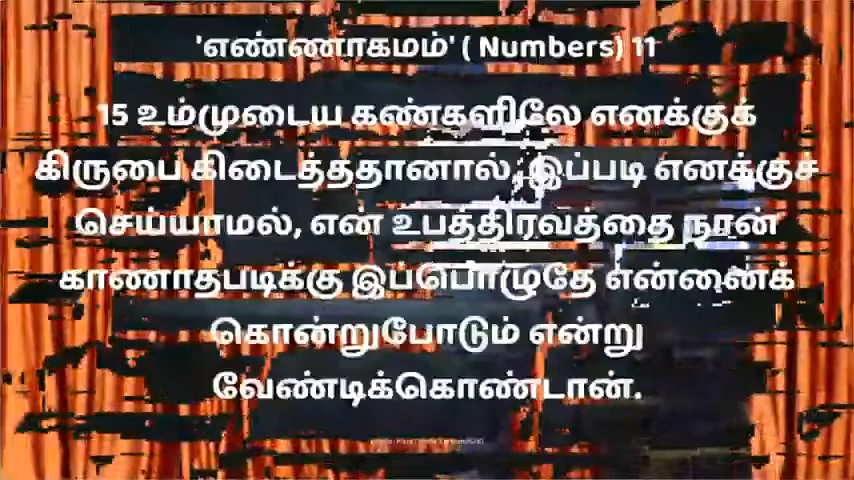 'எண்ணாகமம்' ( Numbers) 11
15 உம்முடைய கண்களிலே எனக்குக்
கிருபை கிடைத்ததானால், இப்படி எனக்குச்
செய்யாமல், என் உபத்திரவத்தை நான்
காணாதபடிக்கு இப்பொழுதே என்னைக்
கொன்றுபோடும் என்று
வேண்டிக்கொண்டான்.